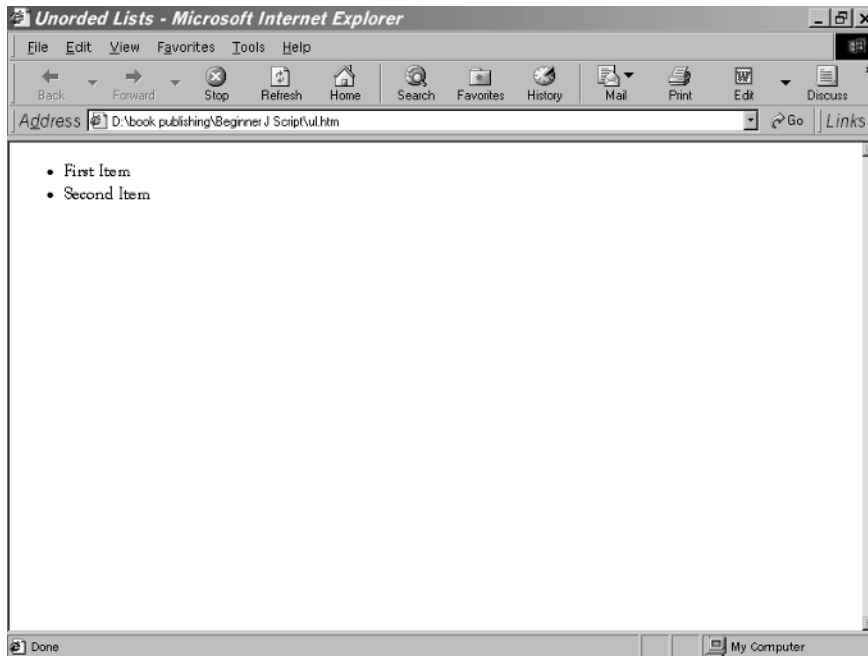 Unorded Lists - Microsoft Internet Explorer
File Edit View Favorites Tools Help
Back Forward Stop Refresh Home Search Favorites History Mail Print Edit Discuss
Address D:\book publishing\Beginner J Script\ul.htm Go Links
• First Item
• Second Item
Done My Computer